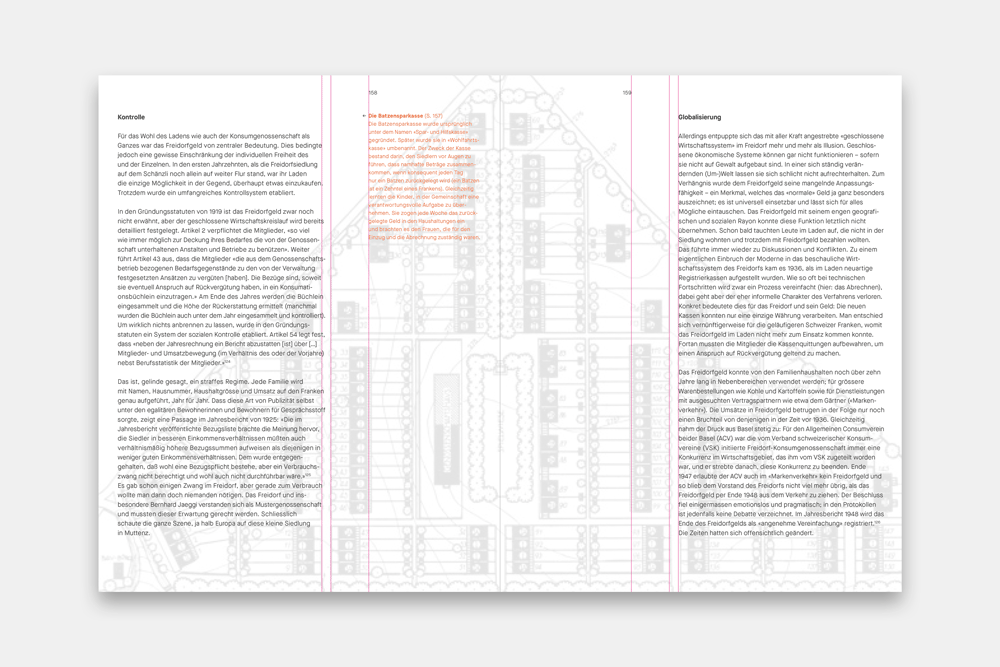 Kontrolle
Für das Wohl des Ladens wie auch der Konsumgenossenschaft als
Ganzes war das Freidorfgeld von zentraler Bedeutung. Dies bedingte
jedoch eine gewisse Einschränkung der individuellen Freiheit des
und der Einzelnen. In den ersten Jahrzehnten, als die Freidorfsiedlung
auf dem Schänzli noch allein auf weiter Flur stand, war ihr Laden
die einzige Möglichkeit in der Gegend, überhaupt etwas einzukaufen.
Trotzdem wurde ein umfangreiches Kontrollsystem etabliert.
In den Gründungsstatuten von 1919 ist das Freidorfgeld zwar noch
nicht erwähnt, aber der geschlossene Wirtschaftskreislauf wird bereits
detailliert festgelegt. Artikel 2 verpflichtet die Mitglieder, «so viel
wie immer möglich zur Deckung ihres Bedarfes die von der Genossen-
schaft unterhaltenen Anstalten und Betriebe zu benützen». Weiter
führt Artikel 43 aus, dass die Mitglieder «die aus dem Genossenschafts-
betrieb bezogenen Bedarfsgegenstände zu den von der Verwaltung
festgesetzten Ansätzen zu vergüten [haben]. Die Bezüge sind, soweit
sie eventuell Anspruch auf Rückvergütung haben, in ein Konsumati-
onsbüchlein einzutragen.» Am Ende des Jahres werden die Büchlein
eingesammelt und die Höhe der Rückerstattung ermittelt (manchmal
wurden die Büchlein auch unter dem Jahr eingesammelt und kontrolliert).
Um wirklich nichts anbrennen zu lassen, wurde in den Gründungs-
statuten ein System der sozialen Kontrolle etabliert. Artikel 54 legt fest,
dass «neben der Jahresrechnung ein Bericht abzustatten [ist] über [...]
Mitglieder- und Umsatzbewegung (im Verhältnis des oder der Vorjahre)
nebst Berufsstatistik der Mitglieder.»
Das ist, gelinde gesagt, ein straffes Regime. Jede Familie wird
mit Namen, Hausnummer, Haushaltgrösse und Umsatz auf den Franken
genau aufgeführt, Jahr für Jahr. Dass diese Art von Publizität selbst
unter den egalitären Bewohnerinnen und Bewohnern für Gesprächsstoff
sorgte, zeigt eine Passage im Jahresbericht von 1925: «Die im
Jahresbericht veröffentlichte Bezugsliste brachte die Meinung hervor,
die Siedler in besseren Einkommensverhältnissen müßten auch
verhältnismäßig höhere Bezugssummen aufweisen als diejenigen in
weniger guten Einkommensverhältnissen. Dem wurde entgegen-
gehalten, daß wohl eine Bezugspflicht bestehe, aber ein Verbrauchs-
zwang nicht berechtigt und wohl auch nicht durchführbar wäre.»
Es gab schon einigen Zwang im Freidorf, aber gerade zum Verbrauch
wollte man dann doch niemanden nötigen. Das Freidorf und ins-
besondere Bernhard Jaeggi verstanden sich als Mustergenossenschaft
und mussten dieser Erwartung gerecht werden. Schliesslich
schaute die ganze Szene, ja halb Europa auf diese kleine Siedlung
in Muttenz.
158
← Die Batzensparkasse (S. 157)
Die Batzensparkasse wurde ursprünglich
unter dem Namen «Spar- und Hilfskasse»
gegründet. Später wurde sie in «Wohlfahrts-
kasse» umbenannt. Der Zweck der Kasse
bestand darin, den Siedlern vor Augen zu
führen, dass namhafte Beträge zusammen-
kommen, wenn konsequent jeden Tag
nur ein Batzen zurückgelegt wird (ein Batzen
ist ein Zehntel eines Frankens). Gleichzeitig
lernten die Kinder, in der Gemeinschaft eine
verantwortungsvolle Aufgabe zu über-
nehmen. Sie zogen jede Woche das zurück-
gelegte Geld in den Haushaltungen ein
und brachten es den Frauen, die für den
Einzug und die Abrechnung zuständig waren.
159
Globalisierung
Allerdings entpuppte sich das mit aller Kraft angestrebte «geschlossene
Wirtschaftssystem» im Freidorf mehr und mehr als Illusion. Geschlos-
sene ökonomische Systeme können gar nicht funktionieren – sofern
sie nicht auf Gewalt aufgebaut sind. In einer sich ständig verän-
dernden (Um-)Welt lassen sie sich schlicht nicht aufrechterhalten. Zum
Verhängnis wurde dem Freidorfgeld seine mangelnde Anpassungs-
fähigkeit – ein Merkmal, welches das «normale» Geld ja ganz besonders
auszeichnet; es ist universell einsetzbar und lässt sich für alles
Mögliche eintauschen. Das Freidorfgeld mit seinem engen geografi-
schen und sozialen Rayon konnte diese Funktion letztlich nicht
übernehmen. Schon bald tauchten Leute im Laden auf, die nicht in der
Siedlung wohnten und trotzdem mit Freidorfgeld bezahlen wollten.
Das führte immer wieder zu Diskussionen und Konflikten. Zu einem
eigentlichen Einbruch der Moderne in das beschauliche Wirt-
schaftssystem des Freidorfs kam es 1936, als im Laden neuartige
Registrierkassen aufgestellt wurden. Wie so oft bei technischen
Fortschritten wird zwar ein Prozess vereinfacht (hier: das Abrechnen),
dabei geht aber der eher informelle Charakter des Verfahrens verloren.
Konkret bedeutete dies für das Freidorf und sein Geld: Die neuen
Kassen konnten nur eine einzige Währung verarbeiten. Man entschied
sich vernünftigerweise für die geläufigeren Schweizer Franken, womit
das Freidorfgeld im Laden nicht mehr zum Einsatz kommen konnte.
Fortan mussten die Mitglieder die Kassenquittungen aufbewahren, um
einen Anspruch auf Rückvergütung geltend zu machen.
Das Freidorfgeld konnte von den Familienhaushalten noch über zehn
Jahre lang in Nebenbereichen verwendet werden; für grössere
Warenbestellungen wie Kohle und Kartoffeln sowie für Dienstleistungen
mit ausgesuchten Vertragspartnern wie etwa dem Gärtner («Marken-
verkehr»). Die Umsätze in Freidorfgeld betrugen in der Folge nur noch
einen Bruchteil von denjenigen in der Zeit vor 1936. Gleichzeitig
nahm der Druck aus Basel stetig zu: Für den Allgemeinen Consumverein
beider Basel (ACV) war die vom Verband schweizerischer Konsum-
vereine (VSK) initiierte Freidorf-Konsumgenossenschaft immer eine
Konkurrenz im Wirtschaftsgebiet, das ihm vom VSK zugeteilt worden
war, und er strebte danach, diese Konkurrenz zu beenden. Ende
1947 erlaubte der ACV auch im «Markenverkehr» kein Freidorfgeld und
so blieb dem Vorstand des Freidorfs nicht viel mehr übrig, als das
Freidorfgeld per Ende 1948 aus dem Verkehr zu ziehen. Der Beschluss
fiel einigermassen emotionslos und pragmatisch; in den Protokollen
ist jedenfalls keine Debatte verzeichnet. Im Jahresbericht 1948 wird das
Ende des Freidorfgelds als «angenehme Vereinfachung» registriert.
Die Zeiten hatten sich offensichtlich geändert.